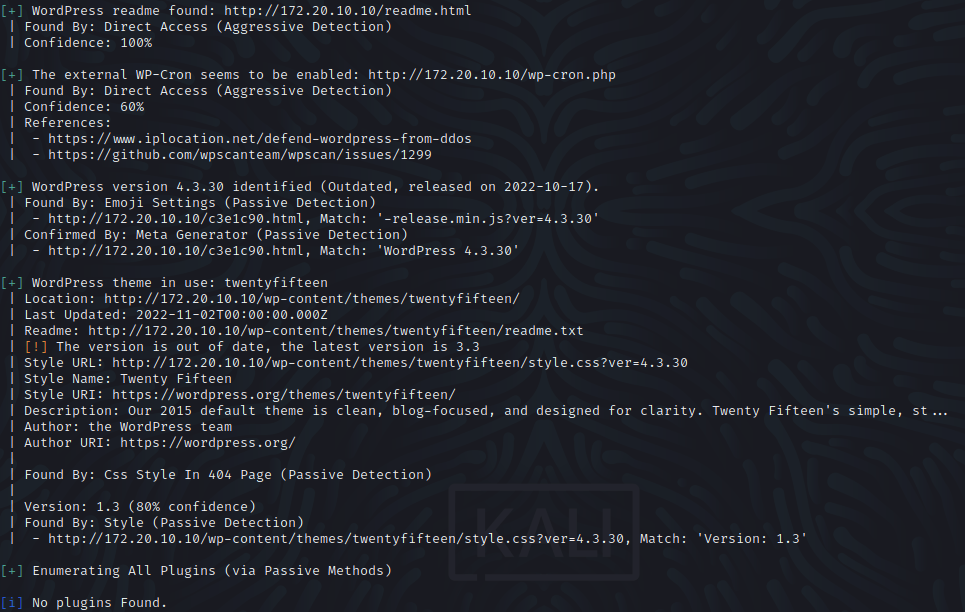 [+] WordPress readme found: http://172.20.10.10/readme.html
| Found By: Direct Access (Aggressive Detection)
| Confidence: 100%
[+] The external WP-Cron seems to be enabled: http://172.20.10.10/wp-cron.php
| Found By: Direct Access (Aggressive Detection)
| Confidence: 60%
| References:
|  - https://www.iplocation.net/defend-wordpress-from-ddos
|  - https://github.com/wpscanteam/wpscan/issues/1299
[+] WordPress version 4.3.30 identified (Outdated, released on 2022-10-17).
| Found By: Emoji Settings (Passive Detection)
|  - http://172.20.10.10/c3e1c90.html, Match: '-release.min.js?ver=4.3.30'
| Confirmed By: Meta Generator (Passive Detection)
|  - http://172.20.10.10/c3e1c90.html, Match: 'WordPress 4.3.30'
[+] WordPress theme in use: twentyfifteen
| Location: http://172.20.10.10/wp-content/themes/twentyfifteen/
| Last Updated: 2022-11-02T00:00:00.000Z
| Readme: http://172.20.10.10/wp-content/themes/twentyfifteen/readme.txt
| [!] The version is out of date, the latest version is 3.3
| Style URL: http://172.20.10.10/wp-content/themes/twentyfifteen/style.css?ver=4.3.30
| Style Name: Twenty Fifteen
| Style URI: https://wordpress.org/themes/twentyfifteen/
| Description: Our 2015 default theme is clean, blog-focused, and designed for clarity. Twenty Fifteen's simple, st...
| Author: the WordPress team
| Author URI: https://wordpress.org/
|
| Found By: Css Style In 404 Page (Passive Detection)
|
| Version: 1.3 (80% confidence)
| Found By: Style (Passive Detection)
|  - http://172.20.10.10/wp-content/themes/twentyfifteen/style.css?ver=4.3.30, Match: 'Version: 1.3'
KALI
[+] Enumerating All Plugins (via Passive Methods)
[i] No plugins Found.